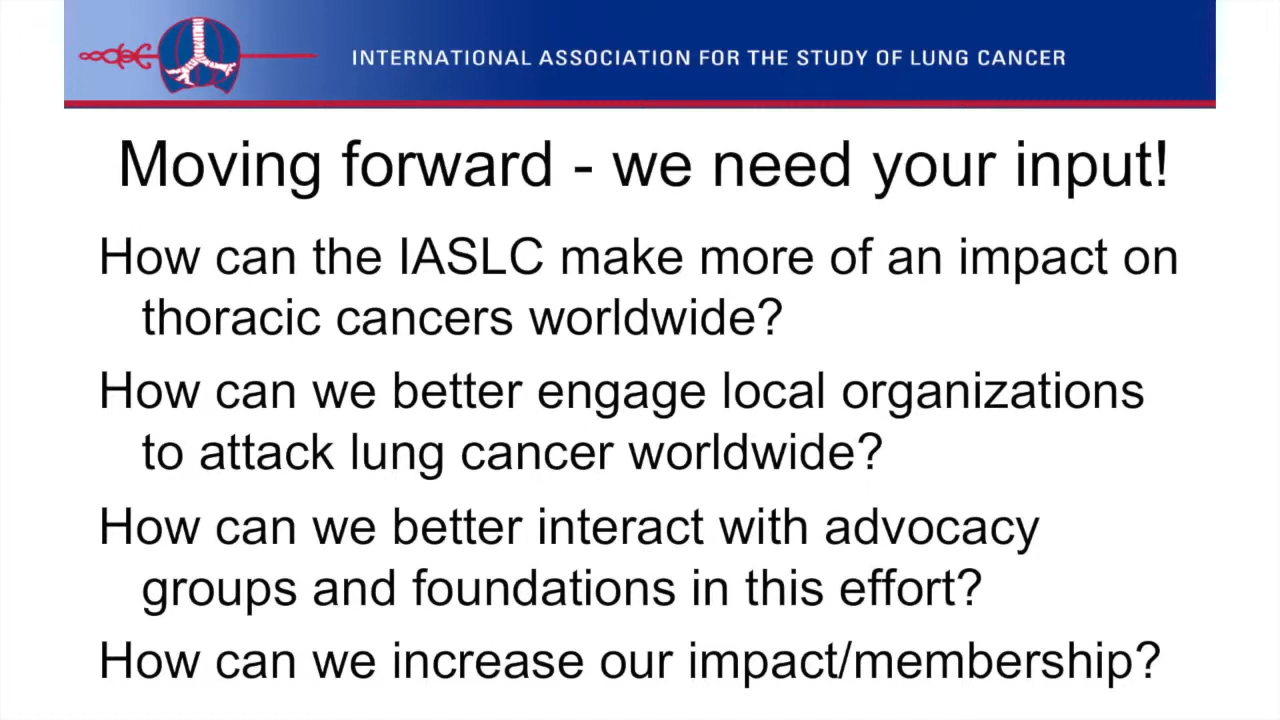 INTERNATIONAL ASSOCIATION FOR THE STUDY OF LUNG CANCER
Moving forward - we need your input!
How can the IASLC make more of an impact on
thoracic cancers worldwide?
How can we better engage local organizations
to attack lung cancer worldwide?
How can we better interact with advocacy
groups and foundations in this effort?
How can we increase our impact/membership?